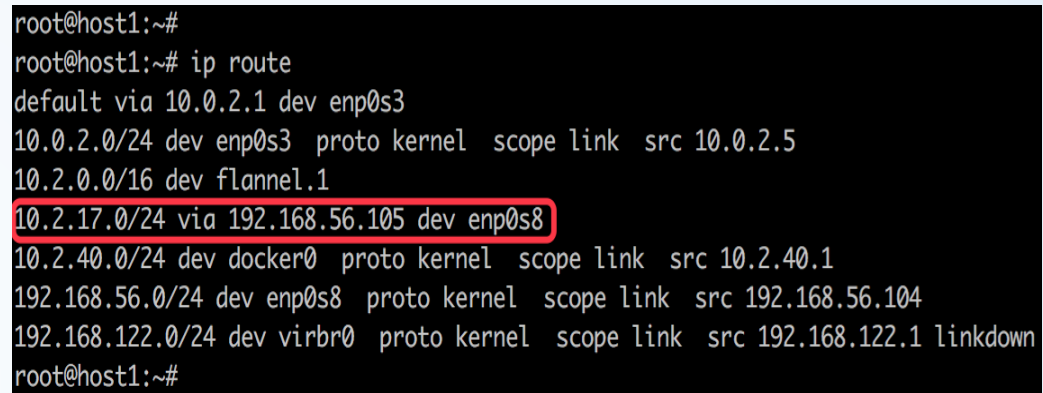 root@host1:~#
root@host1:~# ip route
default via 10.0.2.1 dev enp0s3
10.0.2.0/24 dev enp0s3  proto kernel  scope link  src 10.0.2.5
10.2.0.0/16 dev flannel.1
10.2.17.0/24 via 192.168.56.105 dev enp0s8
10.2.40.0/24 dev docker0  proto kernel  scope link  src 10.2.40.1
192.168.56.0/24 dev enp0s8  proto kernel  scope link  src 192.168.56.104
192.168.122.0/24 dev virbr0  proto kernel  scope link  src 192.168.122.1 linkdown
root@host1:~#